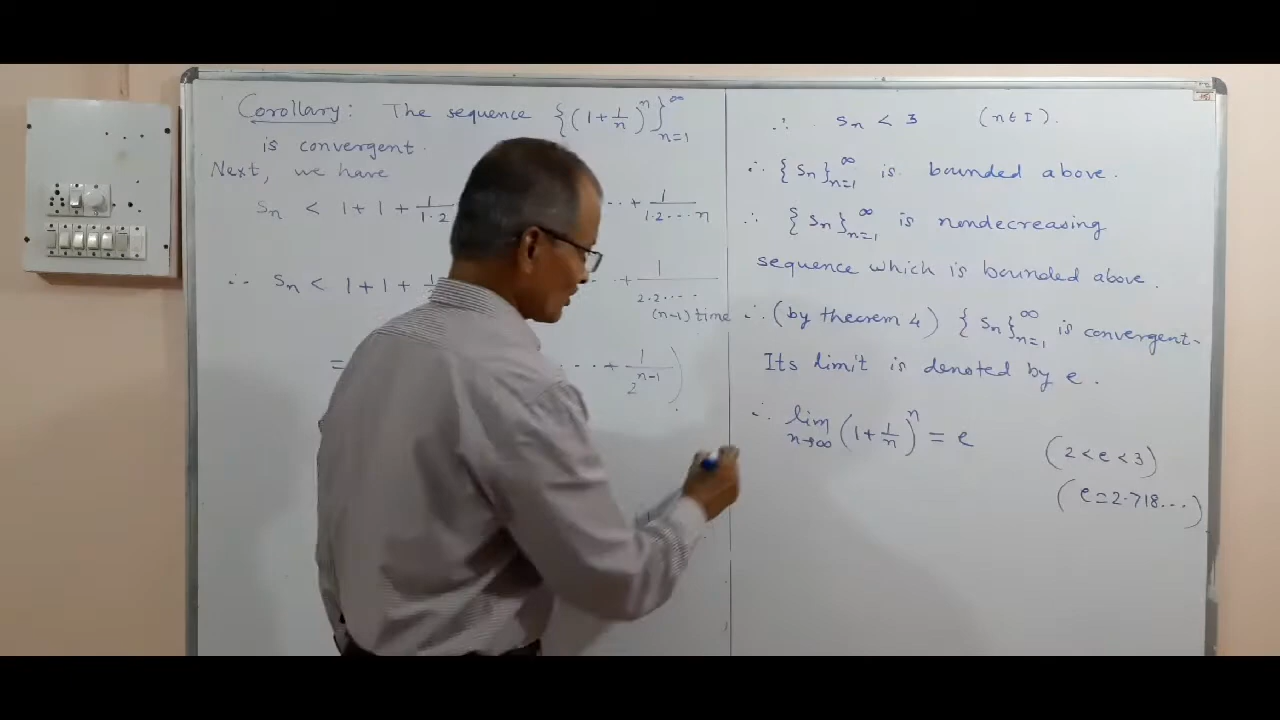 Corollary: The sequence {(1+1/n)^n}_{n=1}^∞
is convergent.
Next, we have
S_n < 1+1+1/(1·2) ·· + 1/(1·2····n)
∴ S_n < 1+1+ ·· + 1/(2·2·····
(n-1) time
= ··· + 1/2^{n-1})
∴ S_n < 3 (n∈I).
∴ {S_n}_{n=1}^∞ is bounded above.
∴ {S_n}_{n=1}^∞ is nondecreasing
sequence which is bounded above.
∴ (by theorem 4) {S_n}_{n=1}^∞ is convergent.
Its limit is denoted by e.
∴ lim_{n→∞} (1+1/n)^n = e (2<e<3)
(e=2.718...)